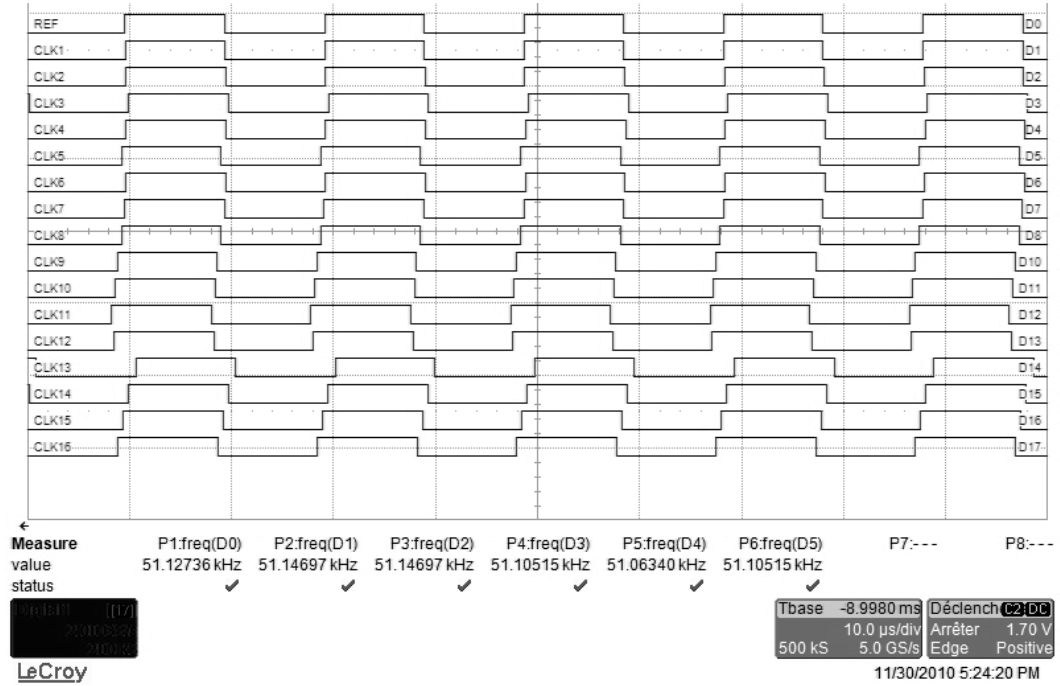 REF D0
CLK1 D1
CLK2 D2
CLK3 D3
CLK4 D4
CLK5 D5
CLK6 D6
CLK7 D7
CLK8 D8
CLK9 D10
CLK10 D11
CLK11 D12
CLK12 D13
CLK13 D14
CLK14 D15
CLK15 D16
CLK16 D17
Measure P1:freq(D0) P2:freq(D1) P3:freq(D2) P4:freq(D3) P5:freq(D4) P6:freq(D5) P7:--- P8:---
value 51.12736 kHz 51.14697 kHz 51.14697 kHz 51.10515 kHz 51.06340 kHz 51.10515 kHz
status
Tbase -8.9980 ms Déclench C2 DC
10.0 µs/div Arrêter 1.70 V
500 kS 5.0 GS/s Edge Positive
LeCroy 11/30/2010 5:24:20 PM